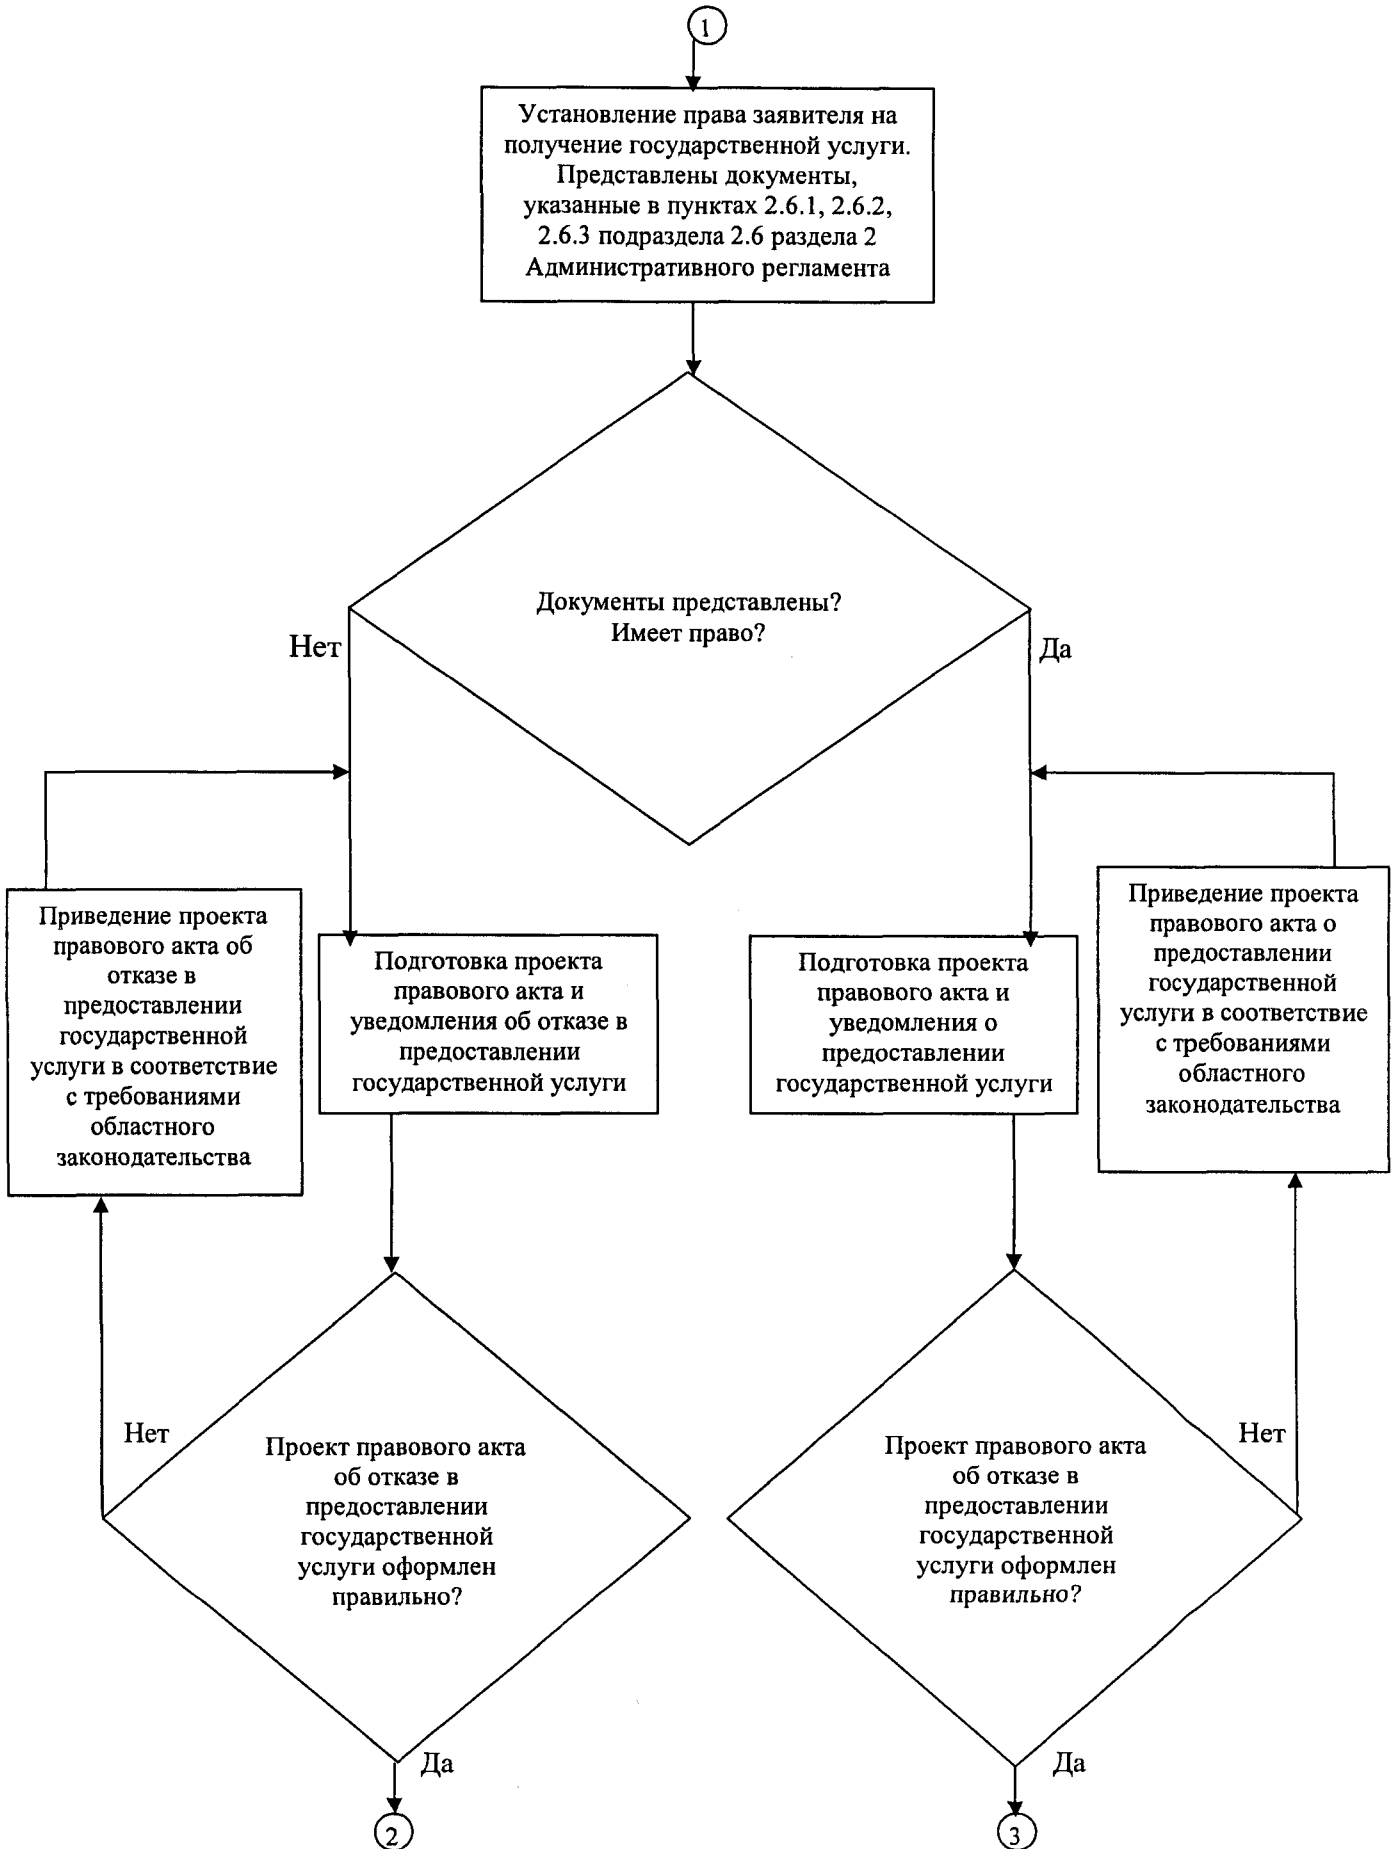 1
Установление права заявителя на
получение государственной услуги.
Представлены документы,
указанные в пунктах 2.6.1, 2.6.2,
2.6.3 подраздела 2.6 раздела 2
Административного регламента
Документы представлены?
Имеет право?
Нет
Да
Приведение проекта
правового акта об
отказе в
предоставлении
государственной
услуги в соответствие
с требованиями
областного
законодательства
Подготовка проекта
правового акта и
уведомления об отказе в
предоставлении
государственной услуги
Подготовка проекта
правового акта и
уведомления о
предоставлении
государственной услуги
Приведение проекта
правового акта о
предоставлении
государственной
услуги в соответствие
с требованиями
областного
законодательства
Нет
Проект правового акта
об отказе в
предоставлении
государственной
услуги оформлен
правильно?
Да
2
Проект правового акта
об отказе в
предоставлении
государственной
услуги оформлен
правильно?
Нет
Да
3